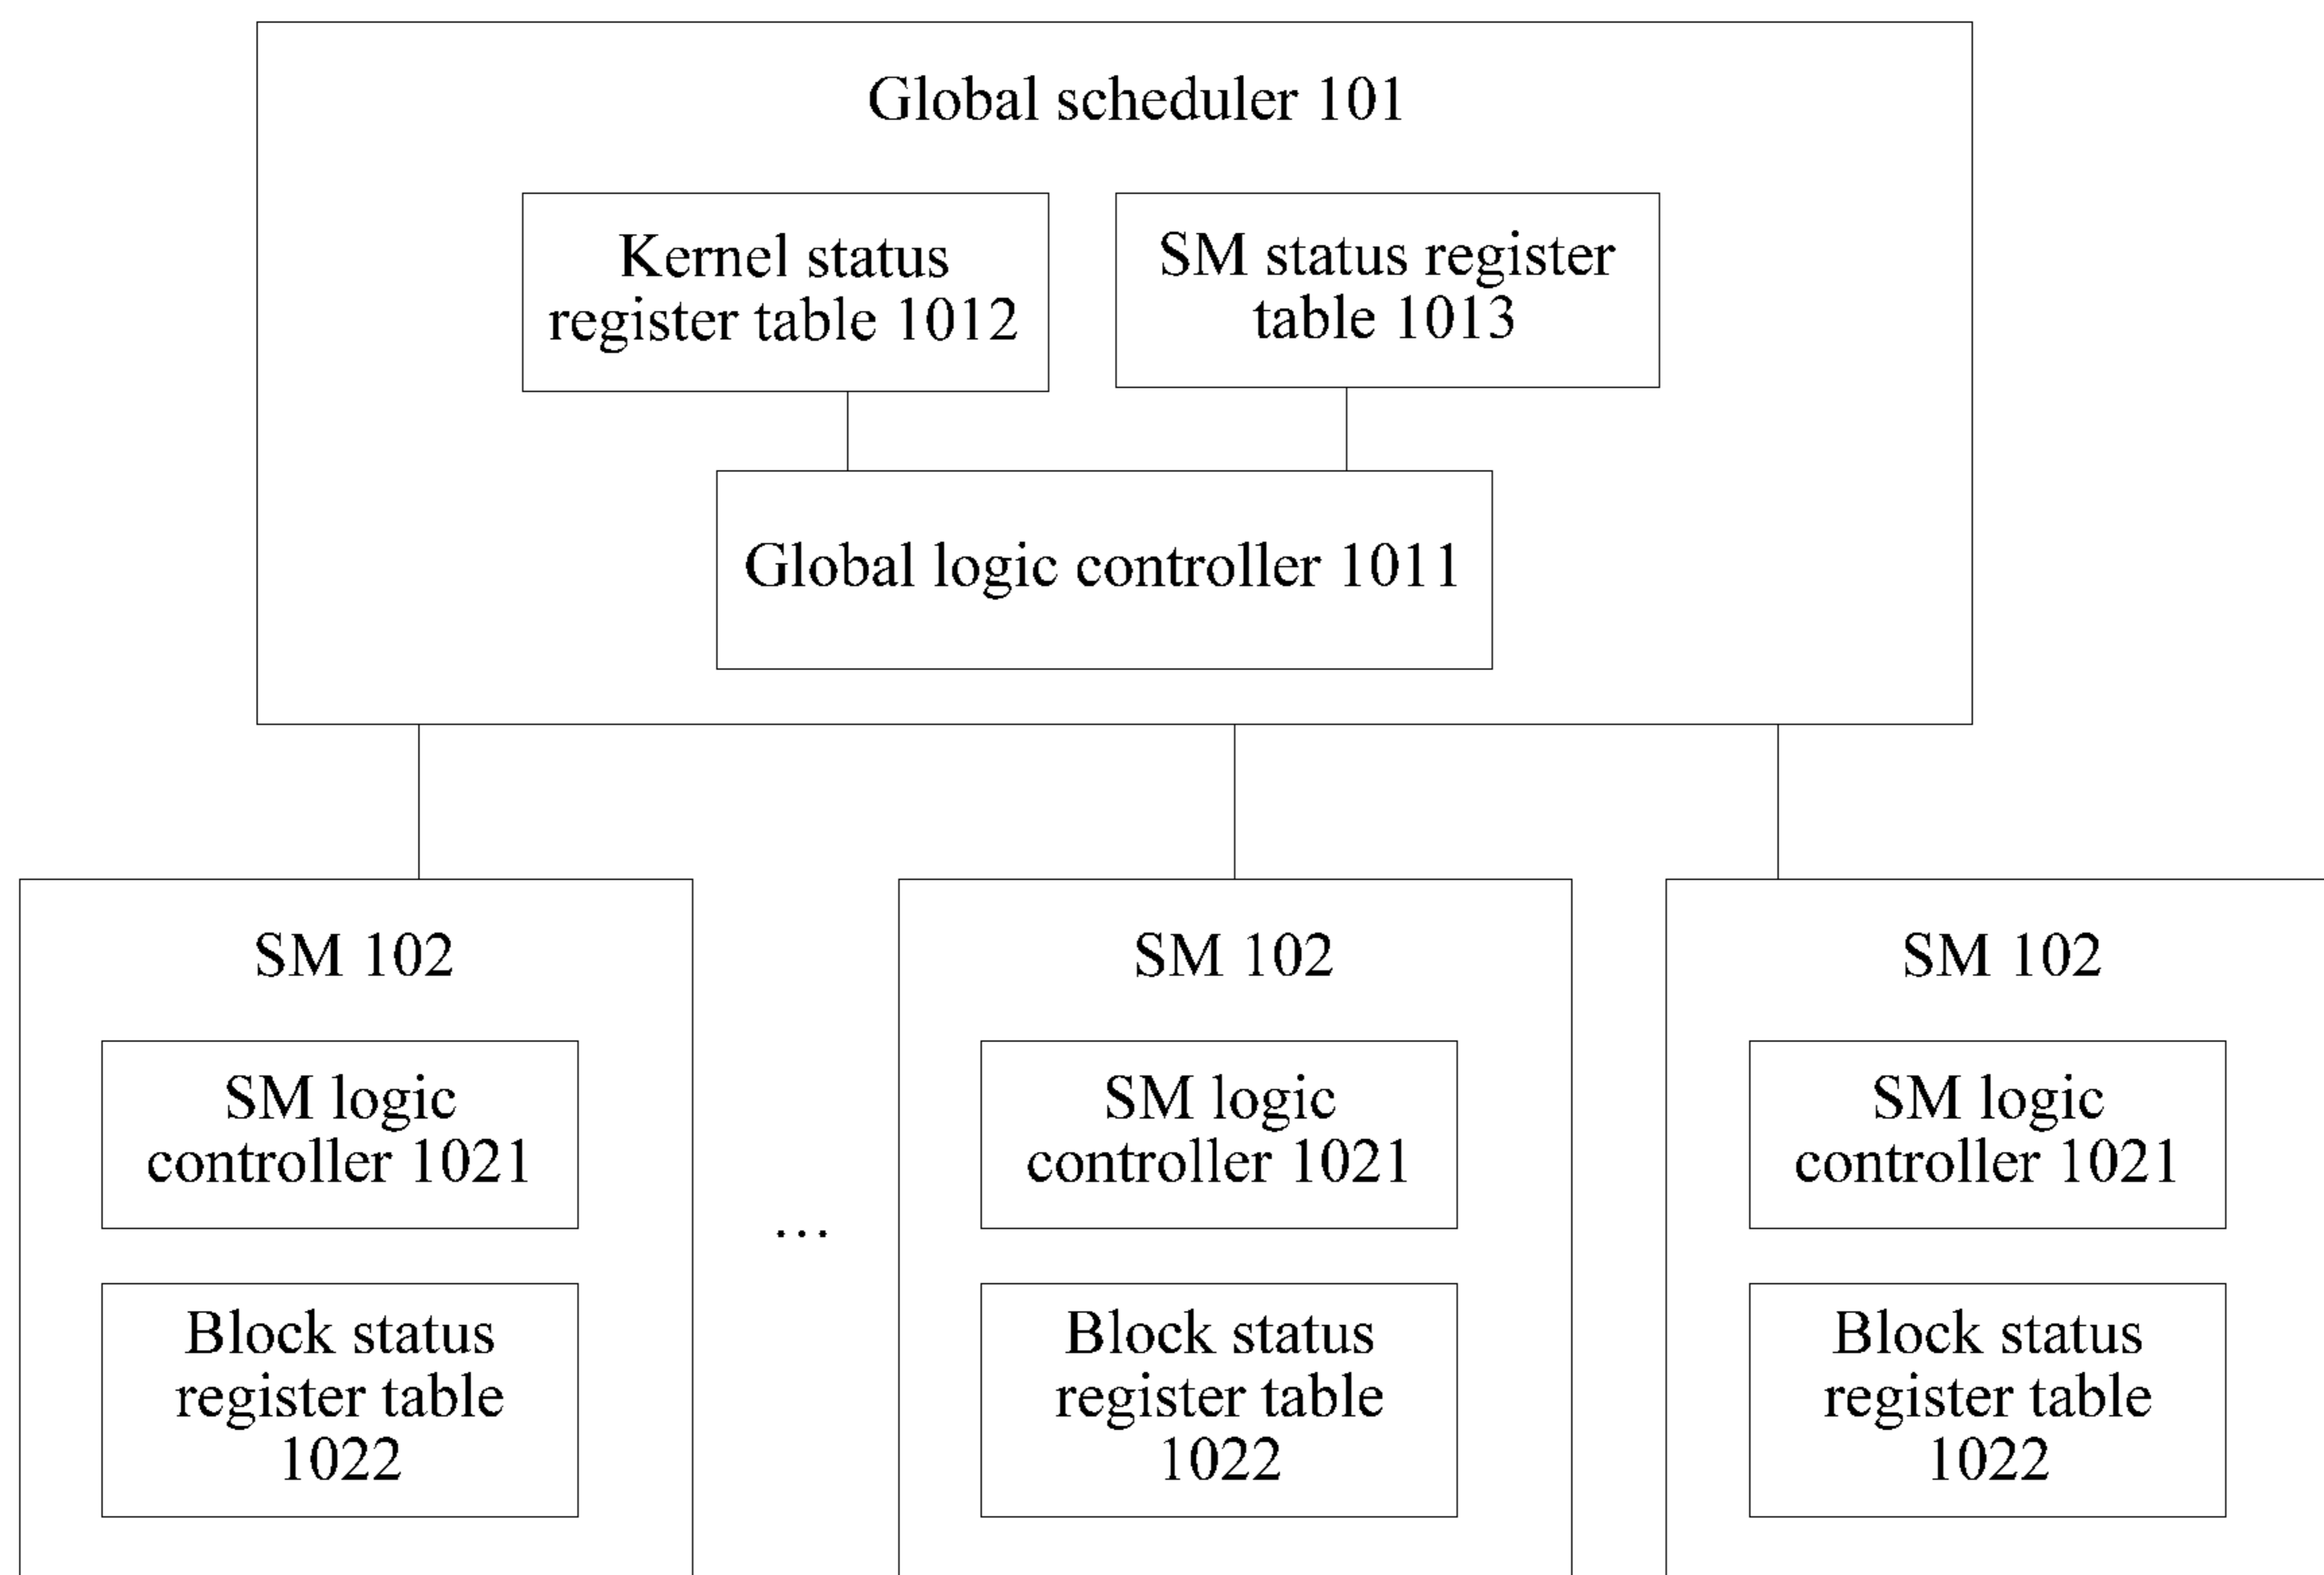 Global scheduler 101
Kernel status
register table 1012
SM status register
table 1013
Global logic controller 1011
SM 102
SM logic
controller 1021
Block status
register table
1022
...
SM 102
SM logic
controller 1021
Block status
register table
1022
SM 102
SM logic
controller 1021
Block status
register table
1022